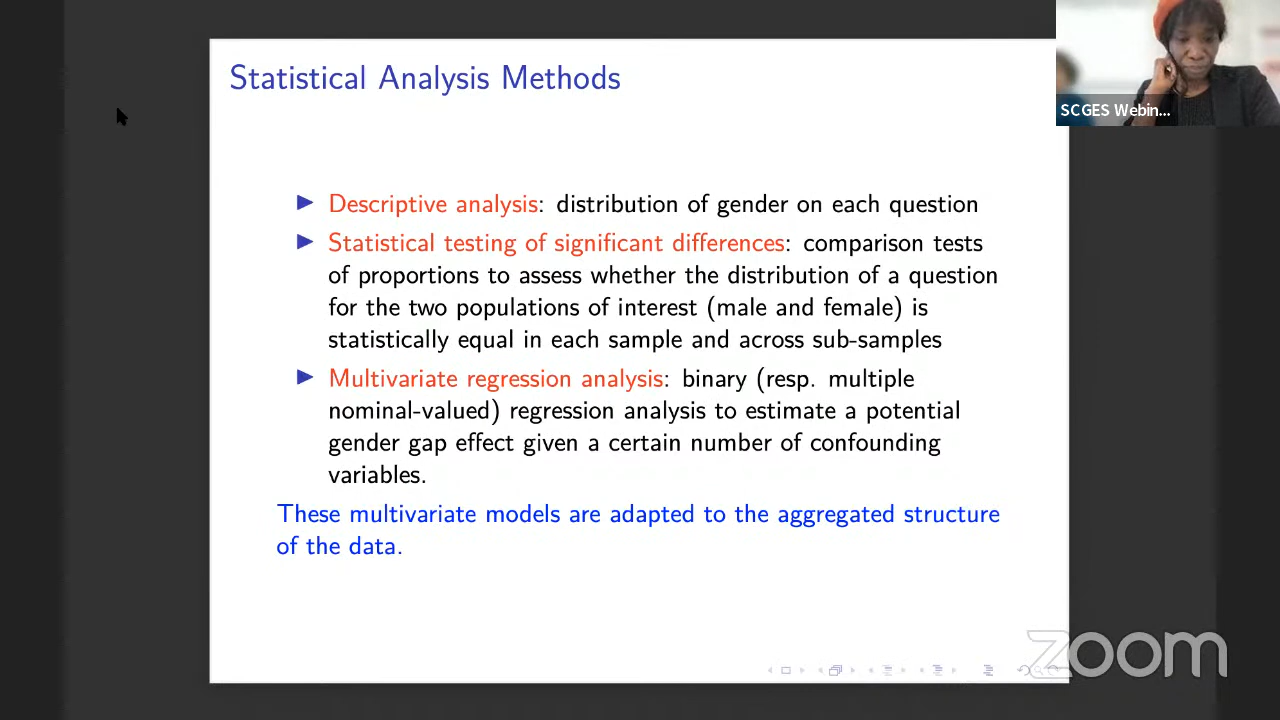 Statistical Analysis Methods
SCGES Webin...
Descriptive analysis: distribution of gender on each question
Statistical testing of significant differences: comparison tests
of proportions to assess whether the distribution of a question
for the two populations of interest (male and female) is
statistically equal in each sample and across sub-samples
Multivariate regression analysis: binary (resp. multiple
nominal-valued) regression analysis to estimate a potential
gender gap effect given a certain number of confounding
variables.
These multivariate models are adapted to the aggregated structure
of the data.
zoom